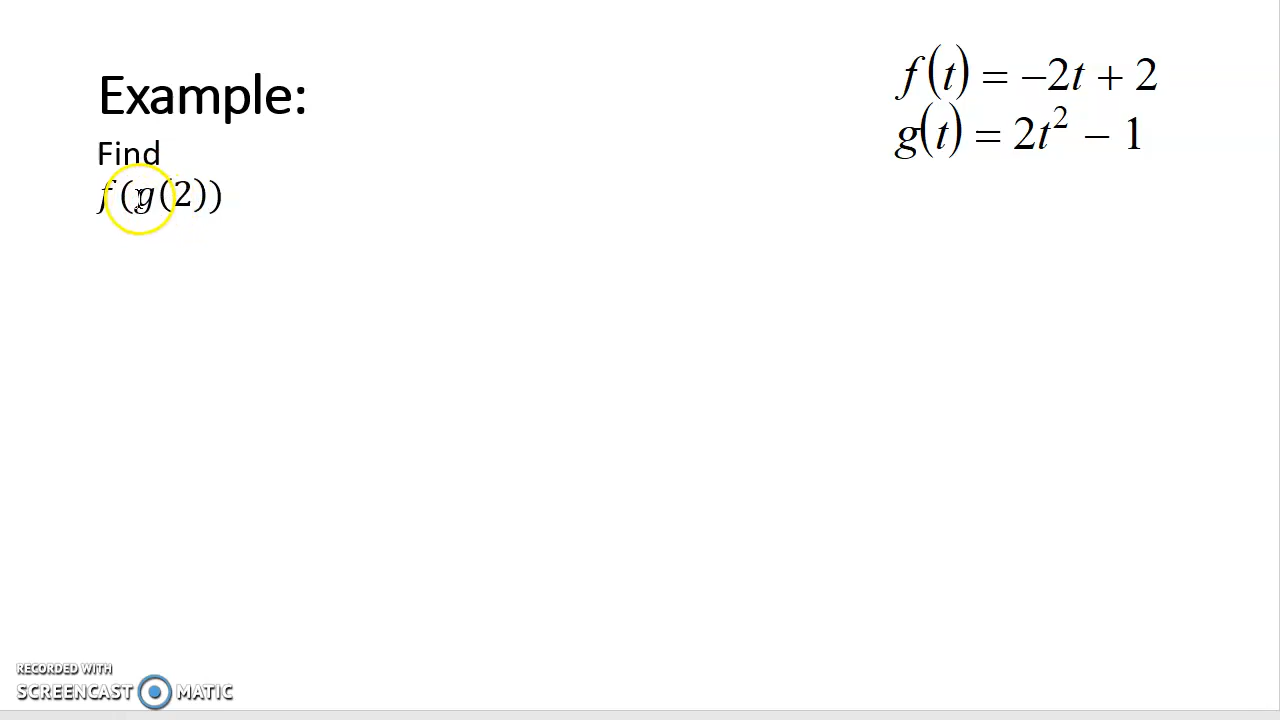 Example:
f(t) = −2t + 2
g(t) = 2t² − 1
Find
f(g(2))
RECORDED WITH
SCREENCAST MATIC